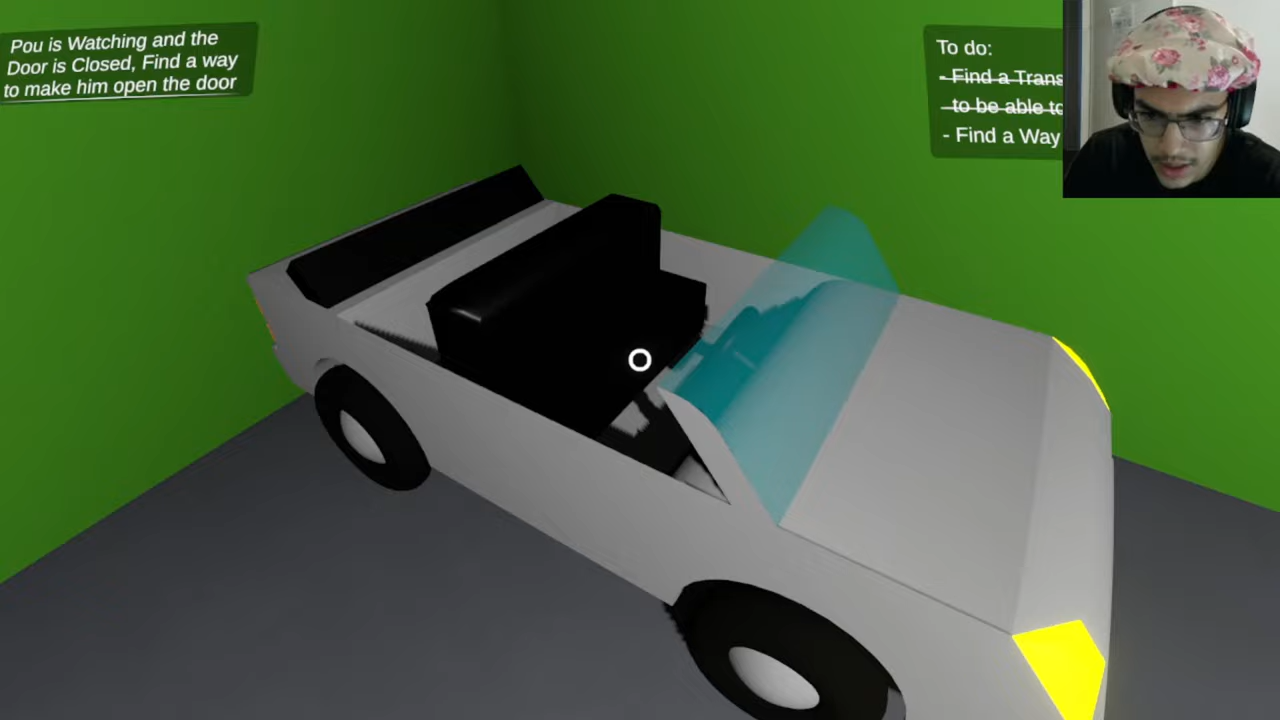 Pou is Watching and the
Door is Closed, Find a way
to make him open the door
To do:
- Find a Trans
to be able to
- Find a Way